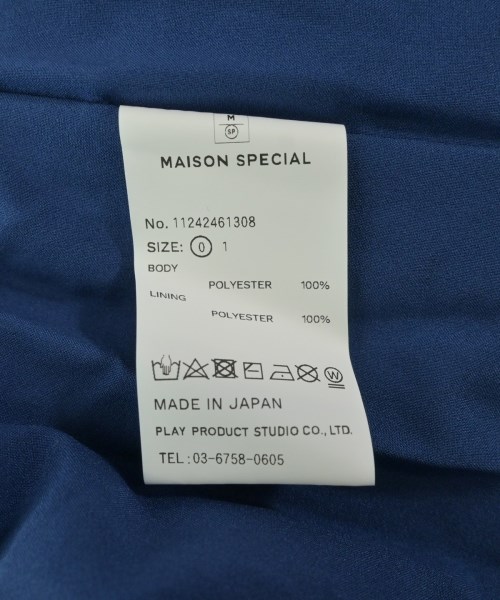 M
SP
MAISON SPECIAL
No. 11242461308
SIZE: 0 1
BODY
POLYESTER 100%
LINING
POLYESTER 100%
W
MADE IN JAPAN
PLAY PRODUCT STUDIO CO., LTD.
TEL : 03-6758-0605